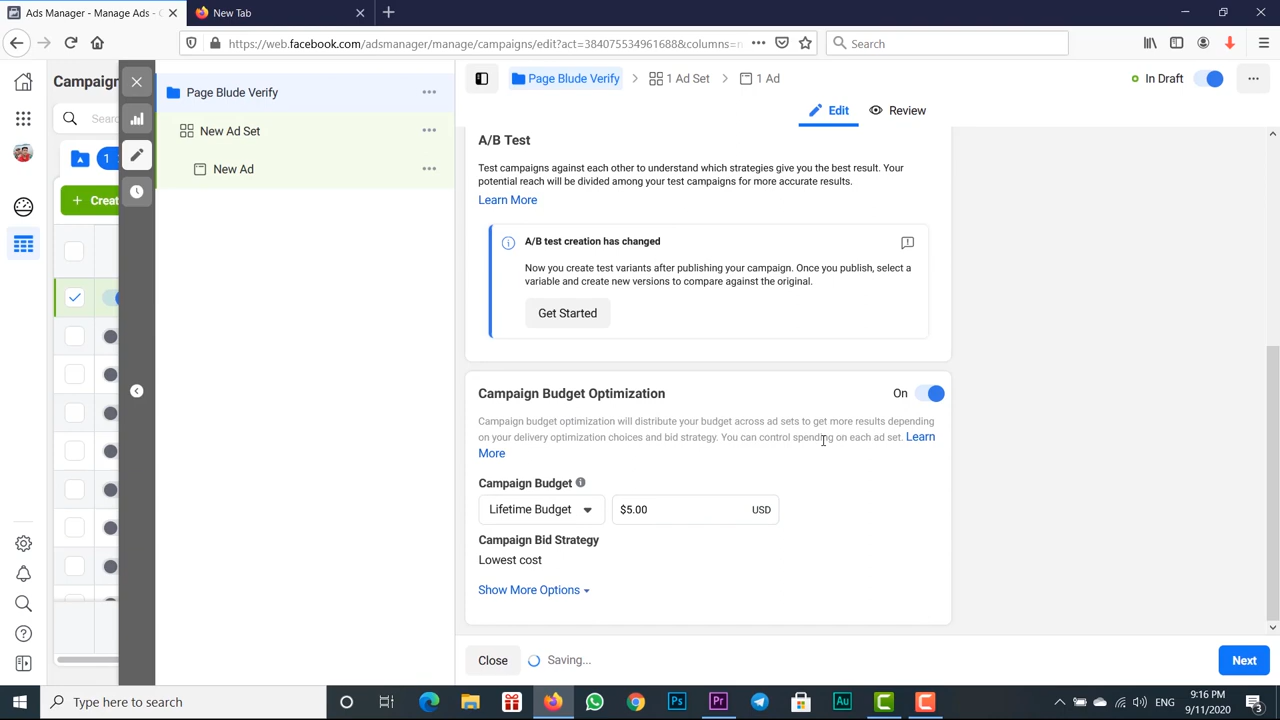 Ads Manager - Manage Ads - C
New Tab
https://web.facebook.com/adsmanager/manage/campaigns/edit?act=384075534961688&columns=n
Search
Campaign
Page Blude Verify
Page Blude Verify
1 Ad Set
1 Ad
In Draft
Edit
Review
Sear
New Ad Set
New Ad
1
+ Creat
A/B Test
Test campaigns against each other to understand which strategies give you the best result. Your
potential reach will be divided among your test campaigns for more accurate results.
Learn More
A/B test creation has changed
Now you create test variants after publishing your campaign. Once you publish, select a
variable and create new versions to compare against the original.
Get Started
Campaign Budget Optimization
On
Campaign budget optimization will distribute your budget across ad sets to get more results depending
on your delivery optimization choices and bid strategy. You can control spending on each ad set. Learn
More
Campaign Budget
Lifetime Budget
$5.00
USD
Campaign Bid Strategy
Lowest cost
Show More Options
Close
Saving...
Next
Type here to search
Ps
Pr
Au
C
C
ENG
9:16 PM
9/11/2020
3